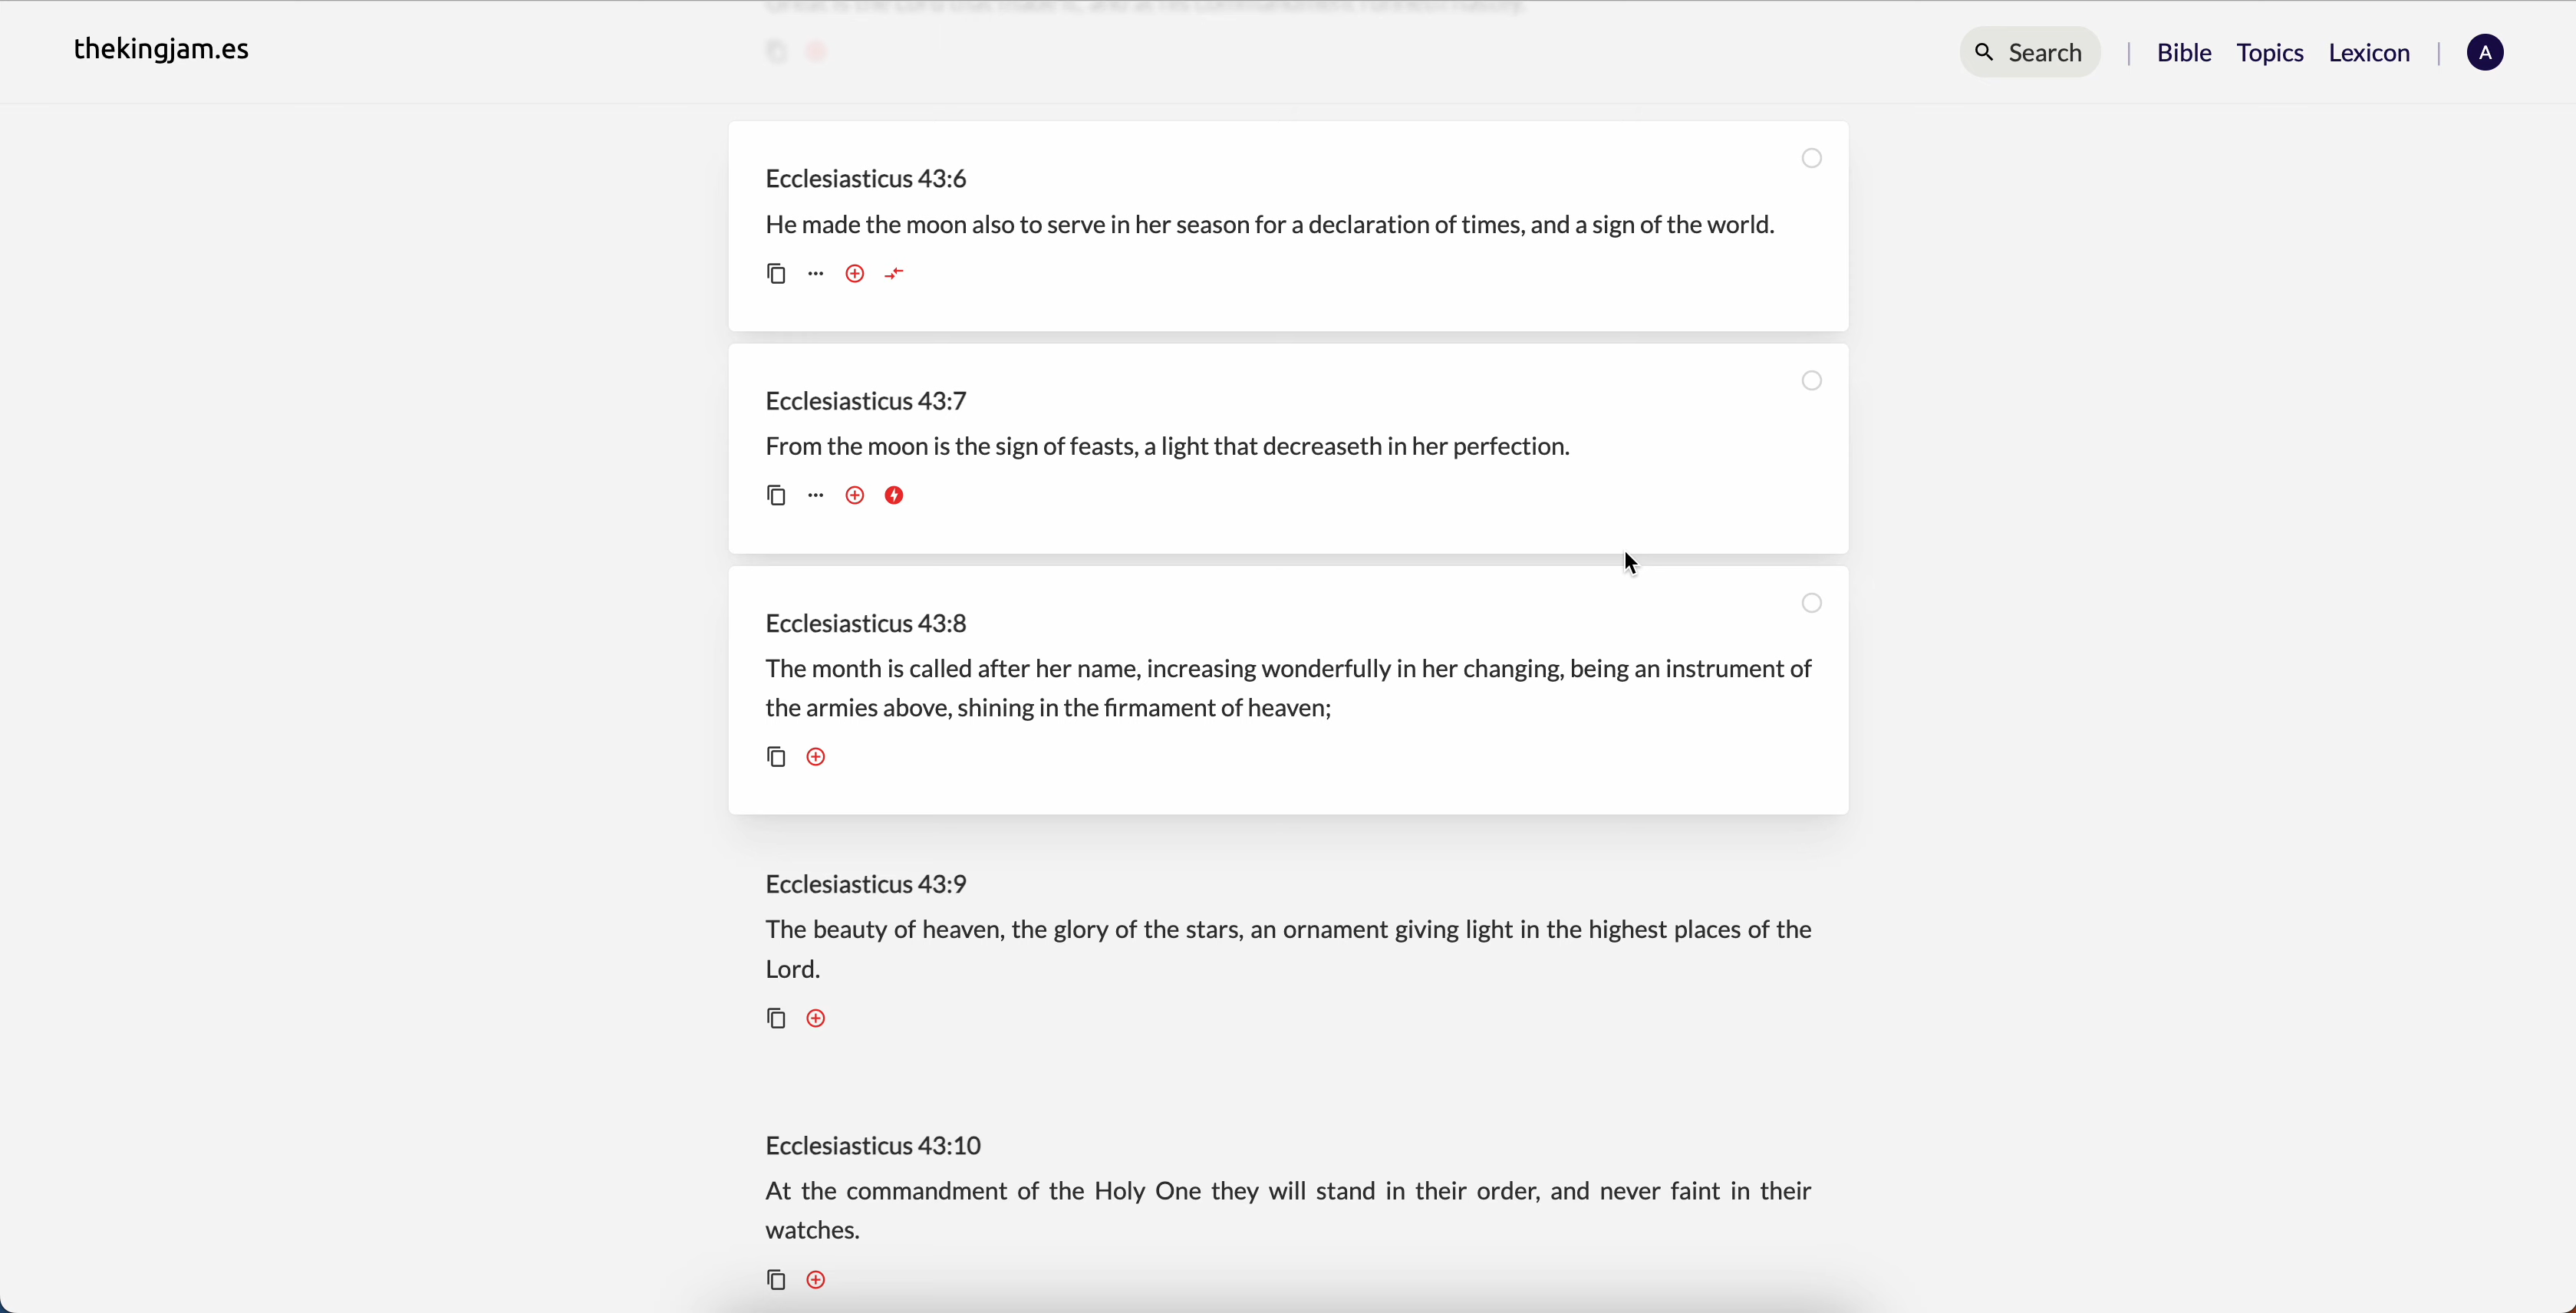 thekingjam.es
Search | Bible Topics Lexicon | A
Ecclesiasticus 43:6
He made the moon also to serve in her season for a declaration of times, and a sign of the world.
Ecclesiasticus 43:7
From the moon is the sign of feasts, a light that decreaseth in her perfection.
Ecclesiasticus 43:8
The month is called after her name, increasing wonderfully in her changing, being an instrument of
the armies above, shining in the firmament of heaven;
Ecclesiasticus 43:9
The beauty of heaven, the glory of the stars, an ornament giving light in the highest places of the
Lord.
Ecclesiasticus 43:10
At the commandment of the Holy One they will stand in their order, and never faint in their
watches.